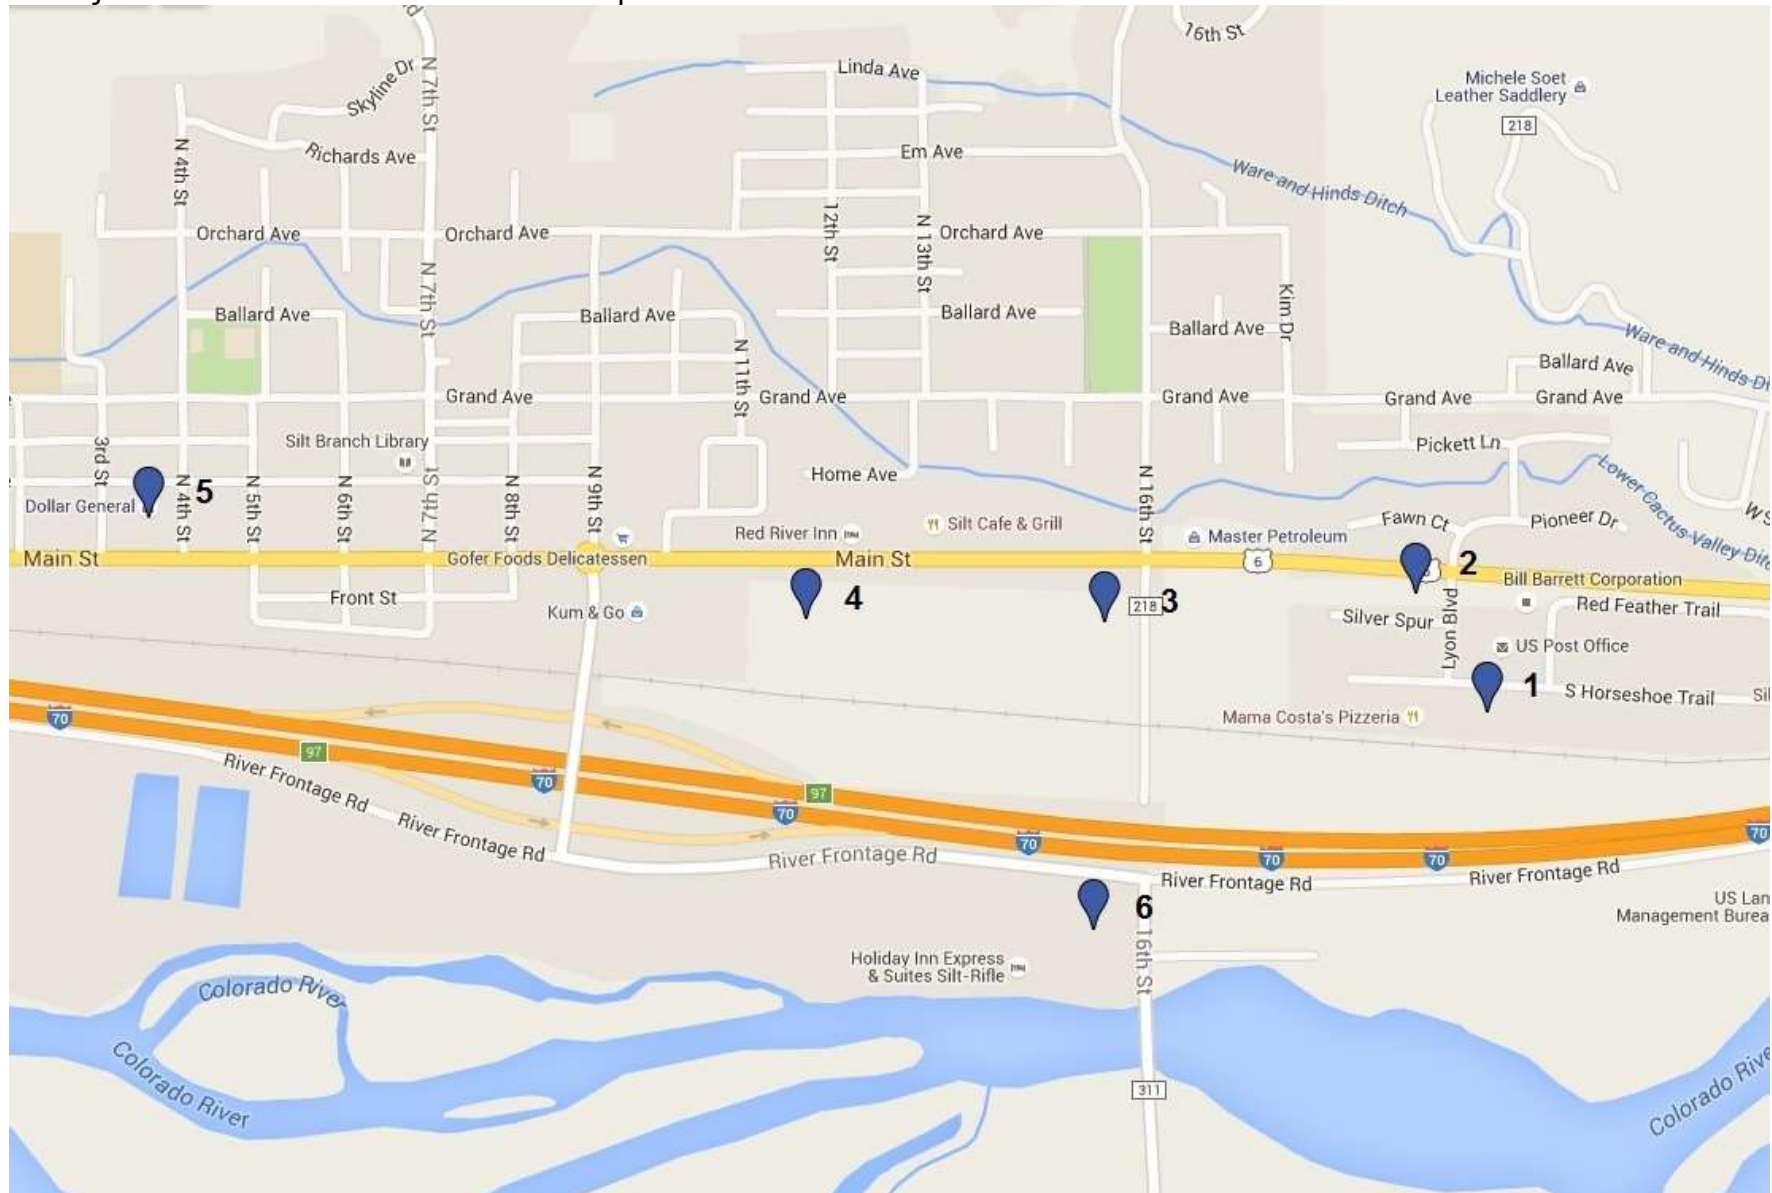 16th St
Skyline Dr
N 7th St
Linda Ave
Michele Soet
Leather Saddlery
218
Richards Ave
N 4th St
Em Ave
Ware and Hinds Ditch
Orchard Ave
Orchard Ave
12th St
N 13th St
Orchard Ave
N 7th St
Kim Dr
Ballard Ave
Ballard Ave
Ballard Ave
Ballard Ave
Ware and Hinds Di
Ballard Ave
N 11th St
Grand Ave
Grand Ave
Grand Ave
Grand Ave
Grand Ave
Silt Branch Library
3rd St
Pickett Ln
Home Ave
Lower Cactus Valley Ditc
Dollar General
5
N 4th St
N 5th St
N 6th St
N 7th St
N 8th St
N 9th St
N 16th St
Red River Inn
Silt Cafe & Grill
Master Petroleum
Fawn Ct
Pioneer Dr
W S
Main St
Gofer Foods Delicatessen
Main St
6
2
Bill Barrett Corporation
Front St
Kum & Go
4
218
3
Silver Spur
Lyon Blvd
Red Feather Trail
US Post Office
1
S Horseshoe Trail
Sil
Mama Costa's Pizzeria
70
97
River Frontage Rd
70
97
70
River Frontage Rd
River Frontage Rd
70
70
70
70
River Frontage Rd
River Frontage Rd
US Lan
Management Burea
6
16th St
Holiday Inn Express
& Suites Silt-Rifle
Colorado River
Colorado River
311
Colorado Rive